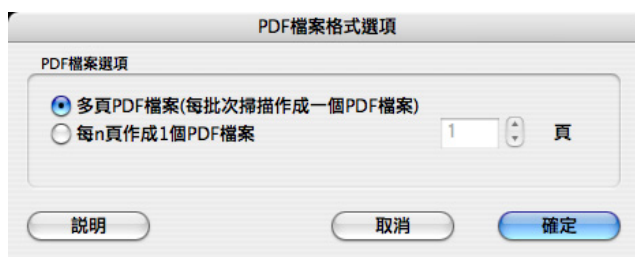 PDF檔案格式選項
PDF檔案選項
多頁PDF檔案(每批次掃描作成一個PDF檔案)
每n頁作成1個PDF檔案 1 頁
說明 取消 確定